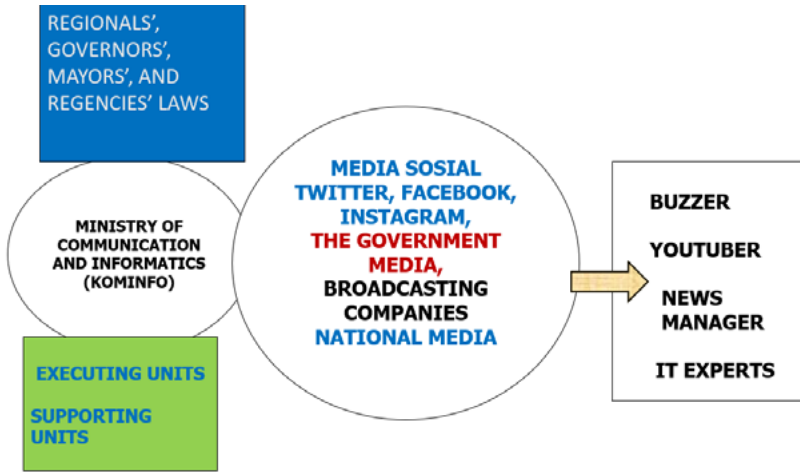 REGIONALS’,
GOVERNORS’,
MAYORS’, AND
REGENCIES’ LAWS
MINISTRY OF
COMMUNICATION
AND INFORMATICS
(KOMINFO)
EXECUTING UNITS
SUPPORTING
UNITS
MEDIA SOSIAL
TWITTER, FACEBOOK,
INSTAGRAM,
THE GOVERNMENT
MEDIA,
BROADCASTING
COMPANIES
NATIONAL MEDIA
BUZZER
YOUTUBER
NEWS
MANAGER
IT EXPERTS